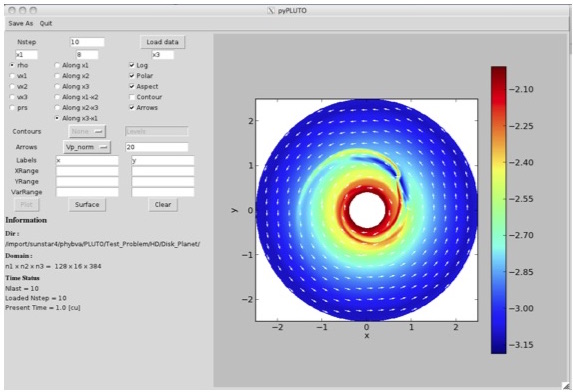 pyPLUTO
Save As Quit
Nstep 10 Load data
x1 8 x3
rho Along x1 Log
vx1 Along x2 Polar
vx2 Along x3 Aspect
vx3 Along x1-x2 Contour
prs Along x2-x3 Arrows
Along x3-x1
Contours None Levels
Arrows Vp_norm 20
Labels x y
XRange
YRange
VarRange
Plot Surface Clear
Information
Dir :
/import/sunstar4/phybva/PLUTO/Test_Problem/HD/Disk_Planet/
Domain :
n1 x n2 x n3 = 128 x 16 x 384
Time Status
Nlast = 10
Loaded Nstep = 10
Present Time = 1.0 [cu]
2
1
0
−1
−2
y
−2 −1 0 1 2
x
−2.10
−2.25
−2.40
−2.55
−2.70
−2.85
−3.00
−3.15